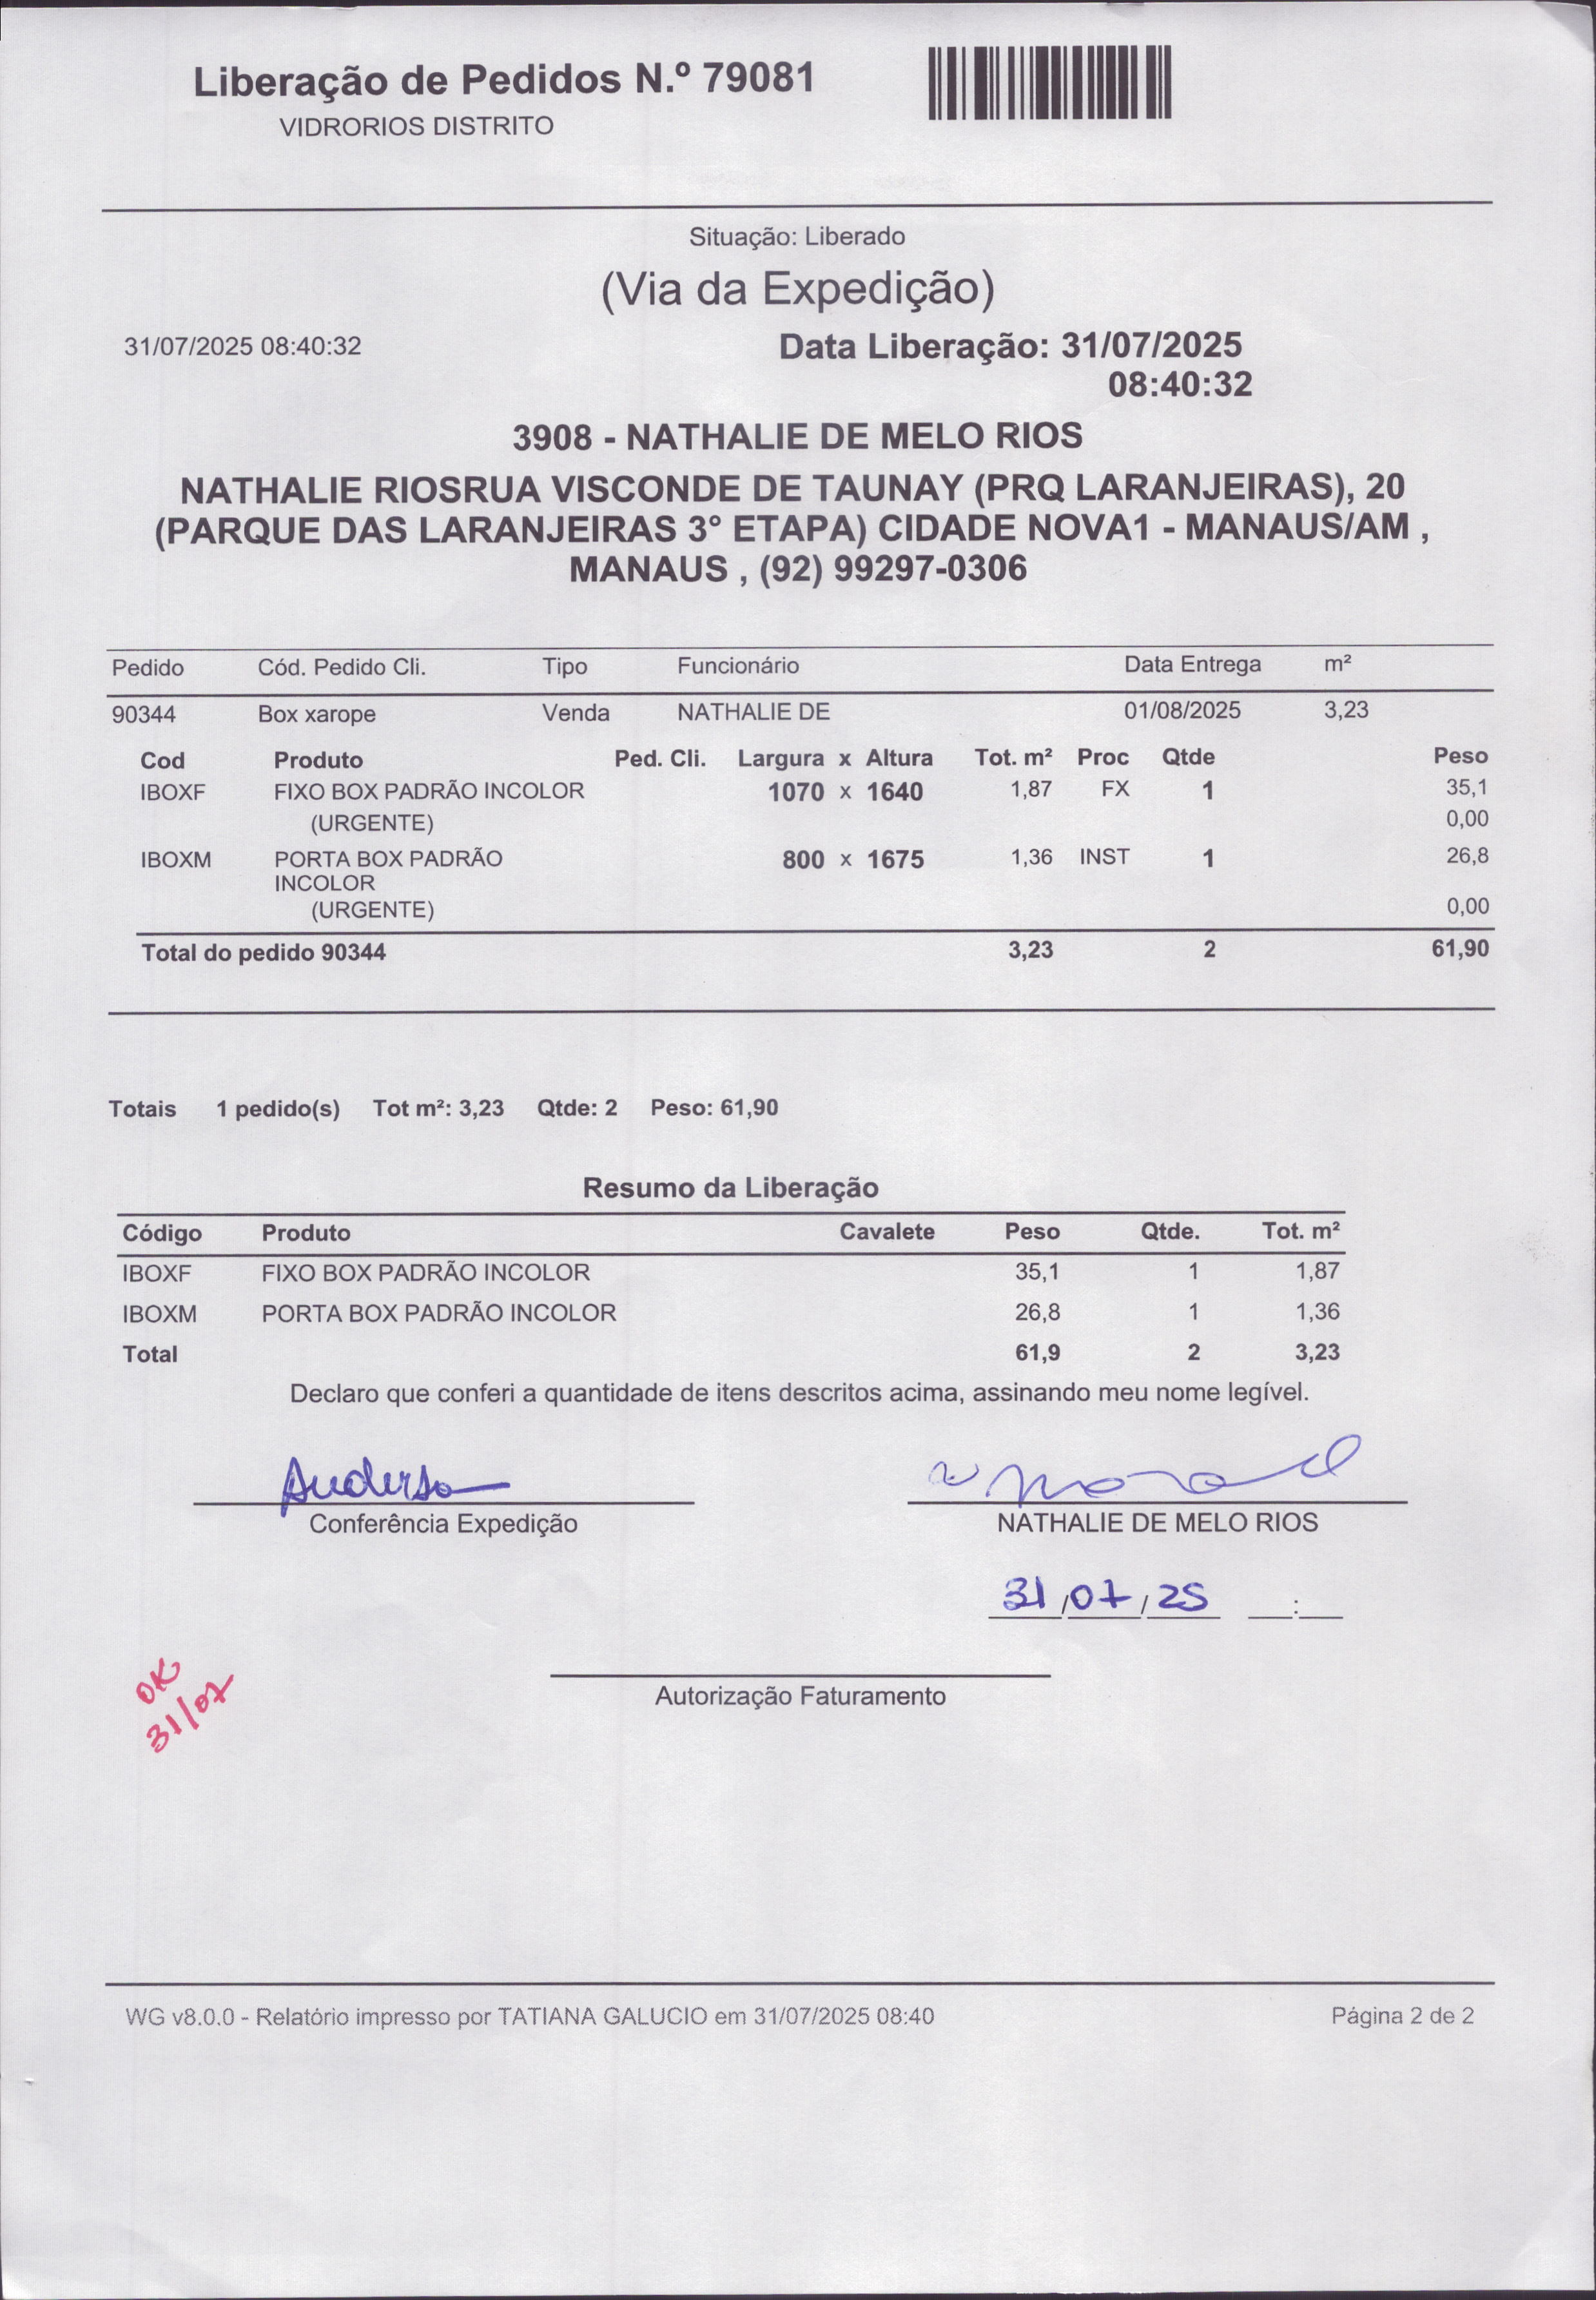 Liberação de Pedidos N.º 79081
VIDRORIOS DISTRITO
Situação: Liberado
(Via da Expedição)
31/07/2025 08:40:32
Data Liberação: 31/07/2025
08:40:32
3908 - NATHALIE DE MELO RIOS
NATHALIE RIOSRUA VISCONDE DE TAUNAY (PRQ LARANJEIRAS), 20
(PARQUE DAS LARANJEIRAS 3° ETAPA) CIDADE NOVA1 - MANAUS/AM ,
MANAUS , (92) 99297-0306
Pedido Cód. Pedido Cli. Tipo Funcionário Data Entrega m²
90344 Box xarope Venda NATHALIE DE 01/08/2025 3,23
Cod Produto Ped. Cli. Largura x Altura Tot. m² Proc Qtde Peso
IBOXF FIXO BOX PADRÃO INCOLOR 1070 x 1640 1,87 FX 1 35,1
(URGENTE) 0,00
IBOXM PORTA BOX PADRÃO 800 x 1675 1,36 INST 1 26,8
INCOLOR
(URGENTE) 0,00
Total do pedido 90344 3,23 2 61,90
Totais 1 pedido(s) Tot m²: 3,23 Qtde: 2 Peso: 61,90
Resumo da Liberação
Código Produto Cavalete Peso Qtde. Tot. m²
IBOXF FIXO BOX PADRÃO INCOLOR 35,1 1 1,87
IBOXM PORTA BOX PADRÃO INCOLOR 26,8 1 1,36
Total 61,9 2 3,23
Declaro que conferi a quantidade de itens descritos acima, assinando meu nome legível.
Anderso
Conferência Expedição NATHALIE DE MELO RIOS
31/07/25 __:__
OK
31/07
Autorização Faturamento
WG v8.0.0 - Relatório impresso por TATIANA GALUCIO em 31/07/2025 08:40 Página 2 de 2